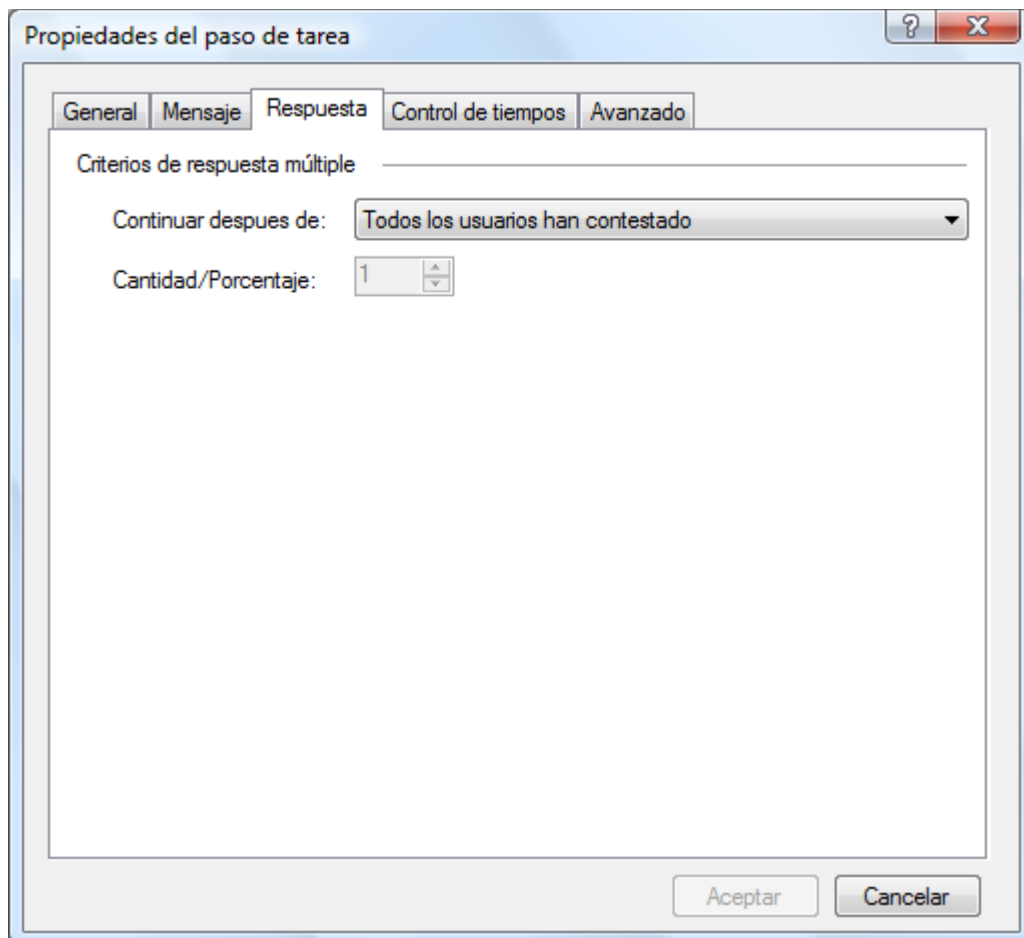 Propiedades del paso de tarea ?
General Mensaje Respuesta Control de tiempos Avanzado
Criterios de respuesta múltiple
Continuar despues de: Todos los usuarios han contestado
Cantidad/Porcentaje: 1
Aceptar Cancelar